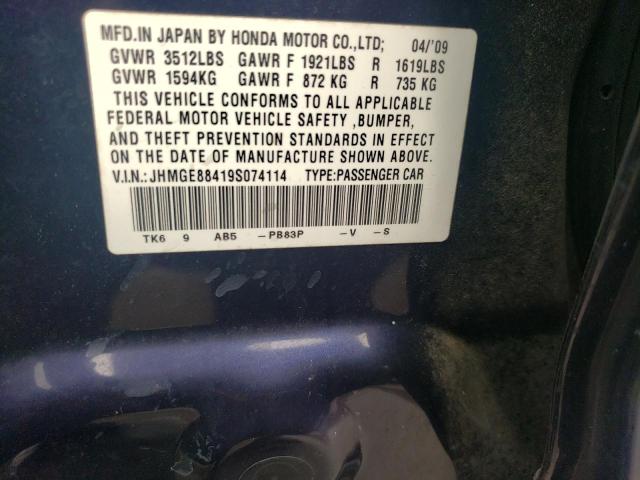 MFD.IN JAPAN BY HONDA MOTOR CO.,LTD; 04/'09
GVWR 3512LBS GAWR F 1921LBS R 1619LBS
GVWR 1594KG GAWR F 872 KG R 735 KG
THIS VEHICLE CONFORMS TO ALL APPLICABLE
FEDERAL MOTOR VEHICLE SAFETY ,BUMPER,
AND THEFT PREVENTION STANDARDS IN EFFECT
ON THE DATE OF MANUFACTURE SHOWN ABOVE.
V.I.N.:JHMGE88419S074114 TYPE:PASSENGER CAR
TK6 9 AB5 -PB83P -V -S